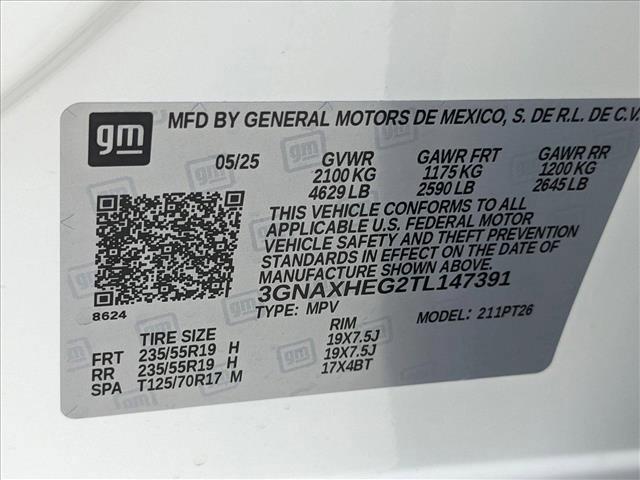 gm MFD BY GENERAL MOTORS DE MEXICO, S. DE R.L. DE C.V.
05/25 GVWR GAWR FRT GAWR RR
2100 KG 1175 KG 1200 KG
4629 LB 2590 LB 2645 LB
THIS VEHICLE CONFORMS TO ALL
APPLICABLE U.S. FEDERAL MOTOR
VEHICLE SAFETY AND THEFT PREVENTION
STANDARDS IN EFFECT ON THE DATE OF
MANUFACTURE SHOWN ABOVE.
3GNAXHEG2TL147391
8624
TYPE: MPV MODEL: 211PT26
TIRE SIZE RIM
FRT 235/55R19 H 19X7.5J
RR 235/55R19 H 19X7.5J
SPA T125/70R17 M 17X4BT